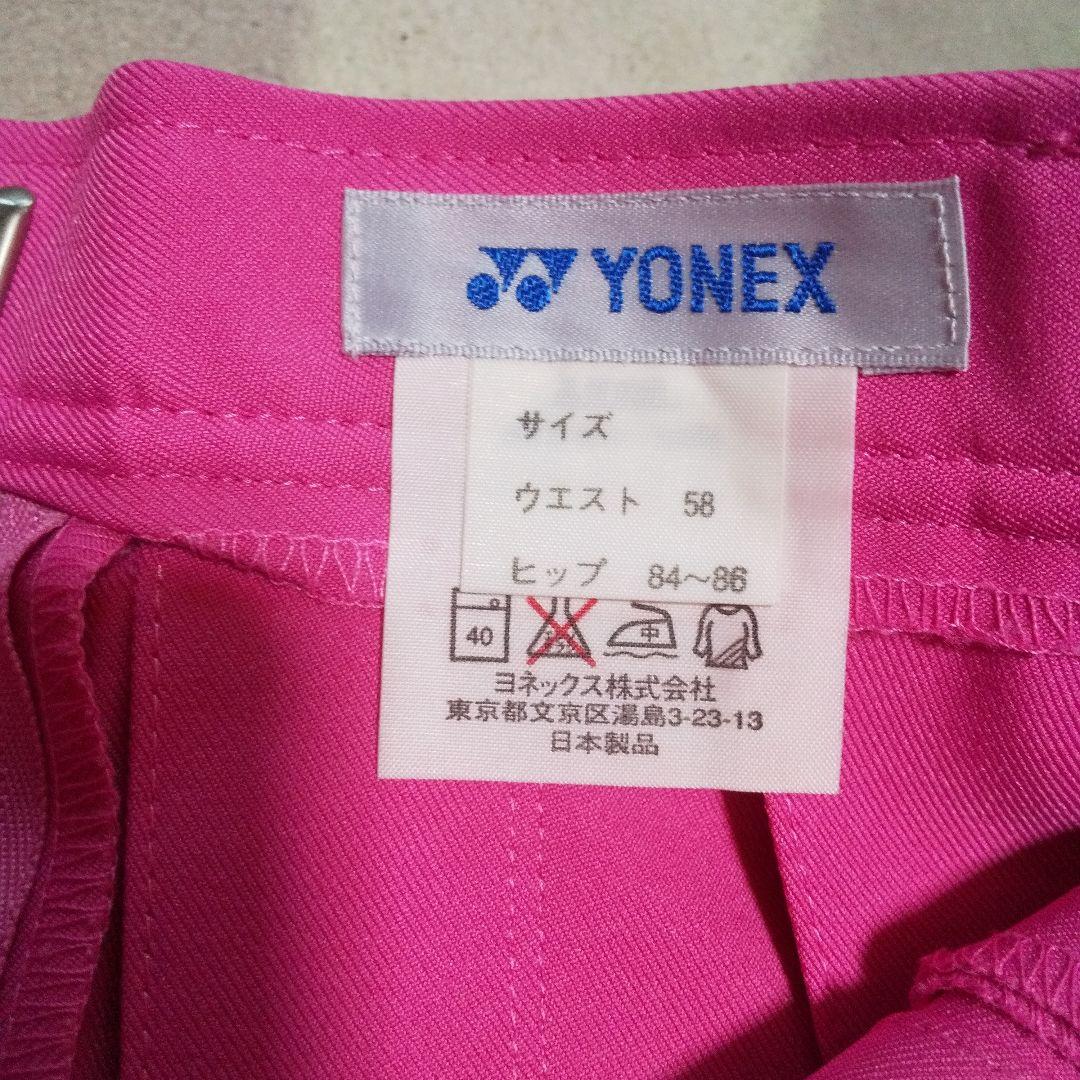 YONEX
サイズ
ウエスト 58
ヒップ 84～86
40
中
ヨネックス株式会社
東京都文京区湯島3-23-13
日本製品